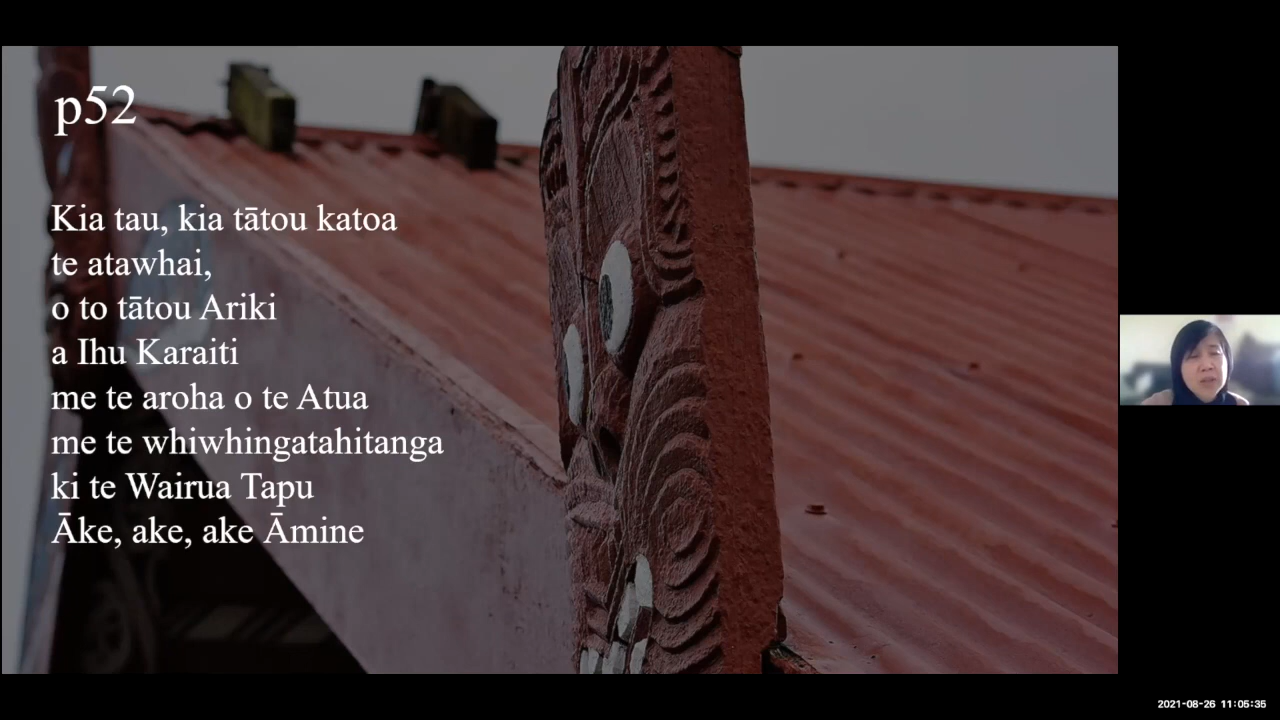 p52
Kia tau, kia tātou katoa
te atawhai,
o to tātou Ariki
a Ihu Karaiti
me te aroha o te Atua
me te whiwhingatahitanga
ki te Wairua Tapu
Āke, ake, ake Āmine
2021-08-26 11:05:35